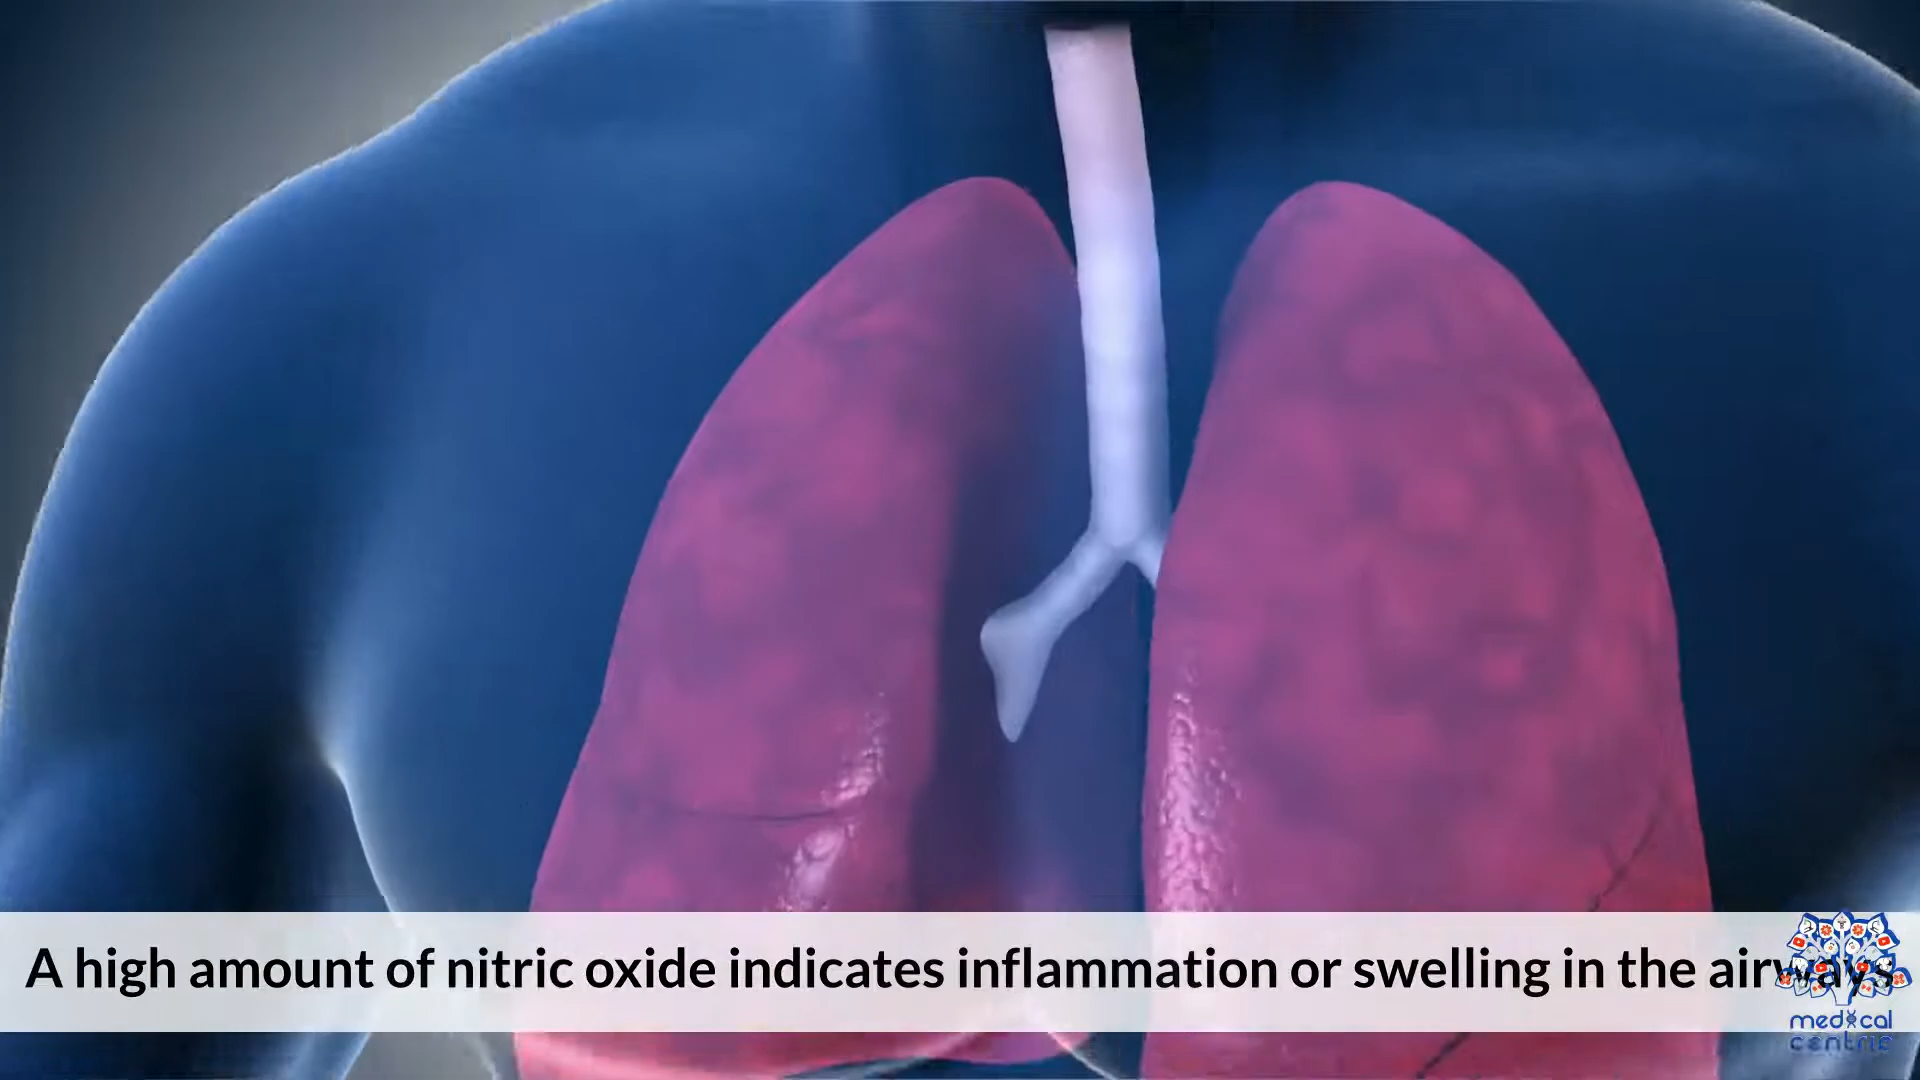 A high amount of nitric oxide indicates inflammation or swelling in the airways
medical
centric